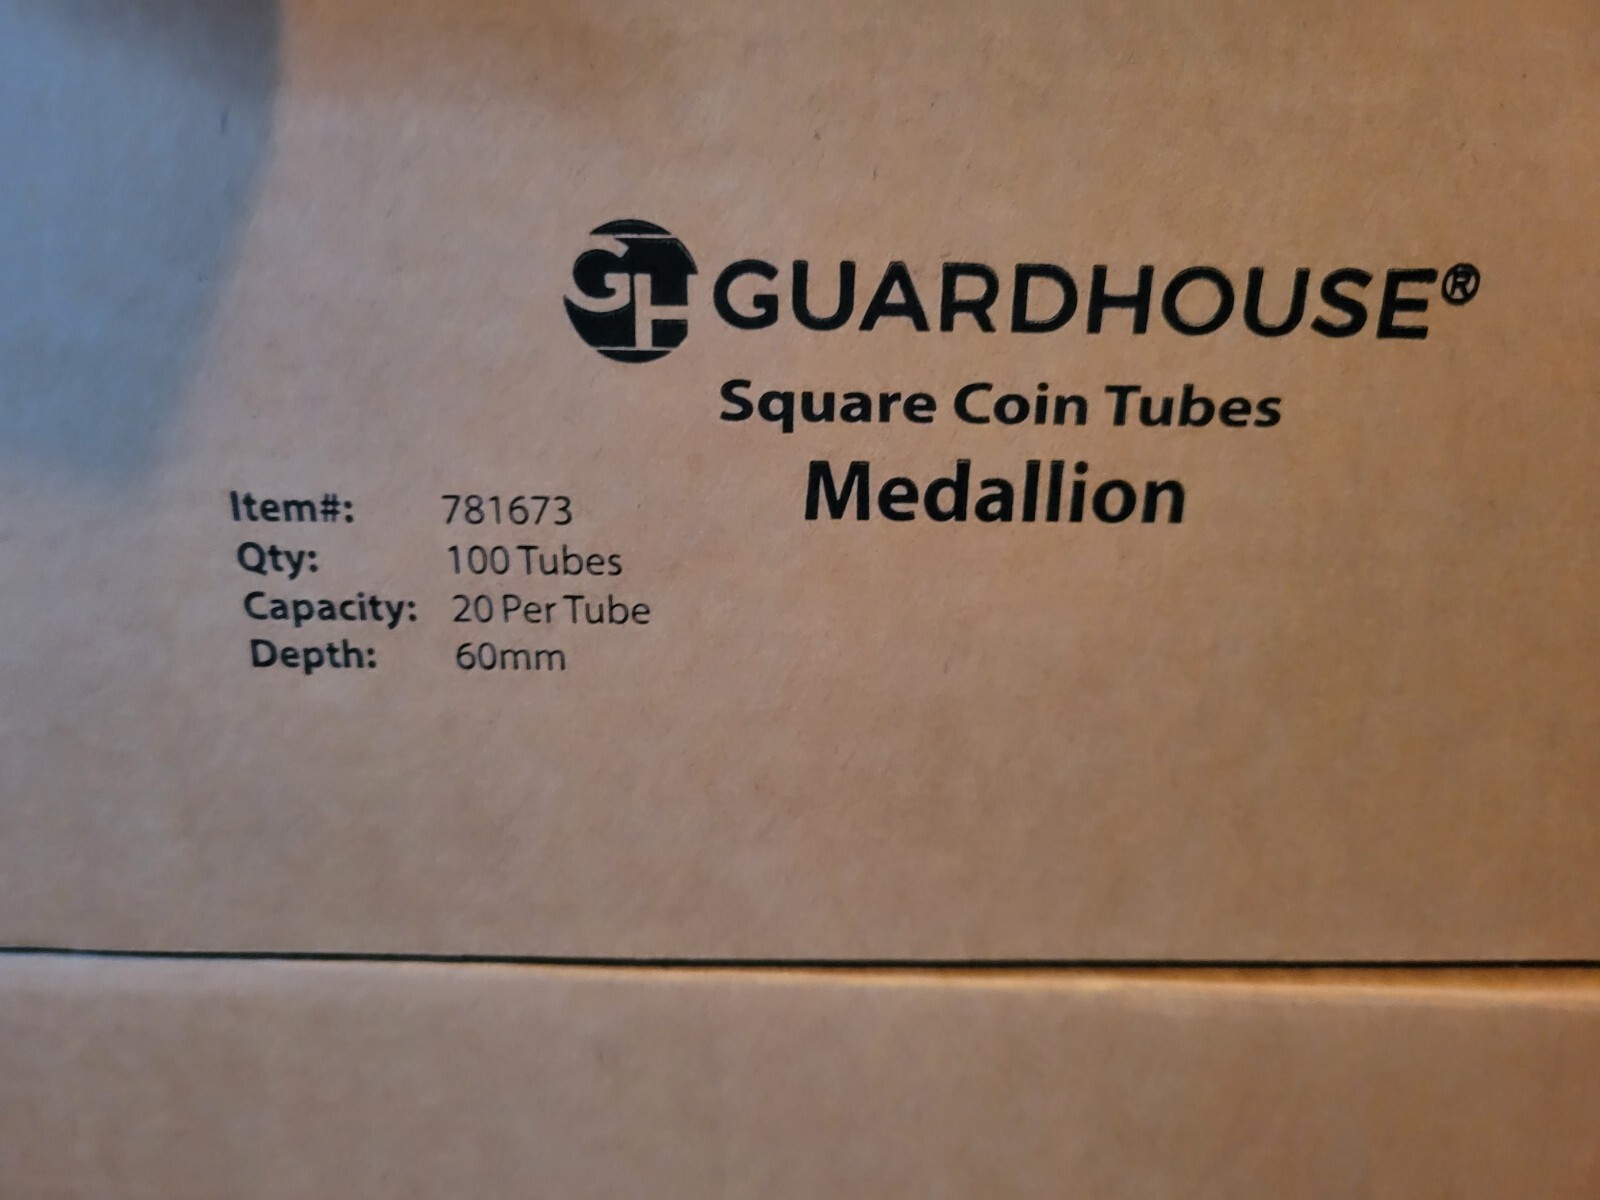 GH GUARDHOUSE®
Square Coin Tubes
Medallion
Item#: 781673
Qty: 100 Tubes
Capacity: 20 Per Tube
Depth: 60mm